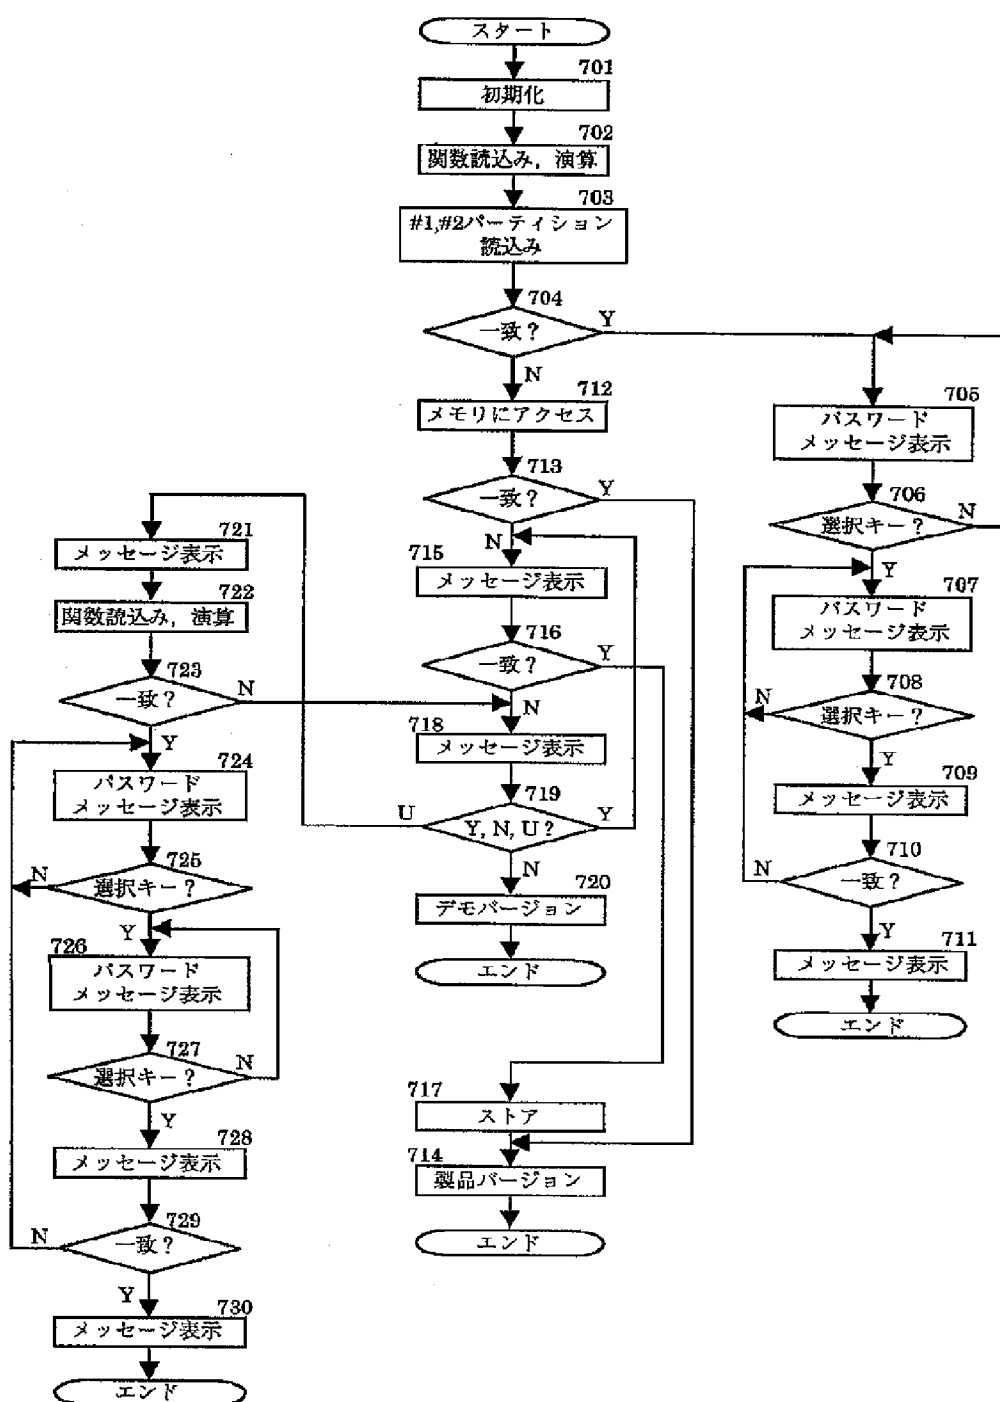 スタート
701
初期化
702
関数読込み，演算
703
#1,#2パーティション
読込み
704
一致？
Y
N
712
メモリにアクセス
713
一致？
Y
N
715
メッセージ表示
716
一致？
Y
N
718
メッセージ表示
719
Y, N, U？
U
Y
N
720
デモバージョン
エンド
717
ストア
714
製品バージョン
エンド
705
パスワード
メッセージ表示
706
選択キー？
N
Y
707
パスワード
メッセージ表示
708
選択キー？
N
Y
709
メッセージ表示
710
一致？
N
Y
711
メッセージ表示
エンド
721
メッセージ表示
722
関数読込み，演算
723
一致？
N
Y
724
パスワード
メッセージ表示
725
選択キー？
N
Y
726
パスワード
メッセージ表示
727
選択キー？
N
Y
728
メッセージ表示
729
一致？
N
Y
730
メッセージ表示
エンド